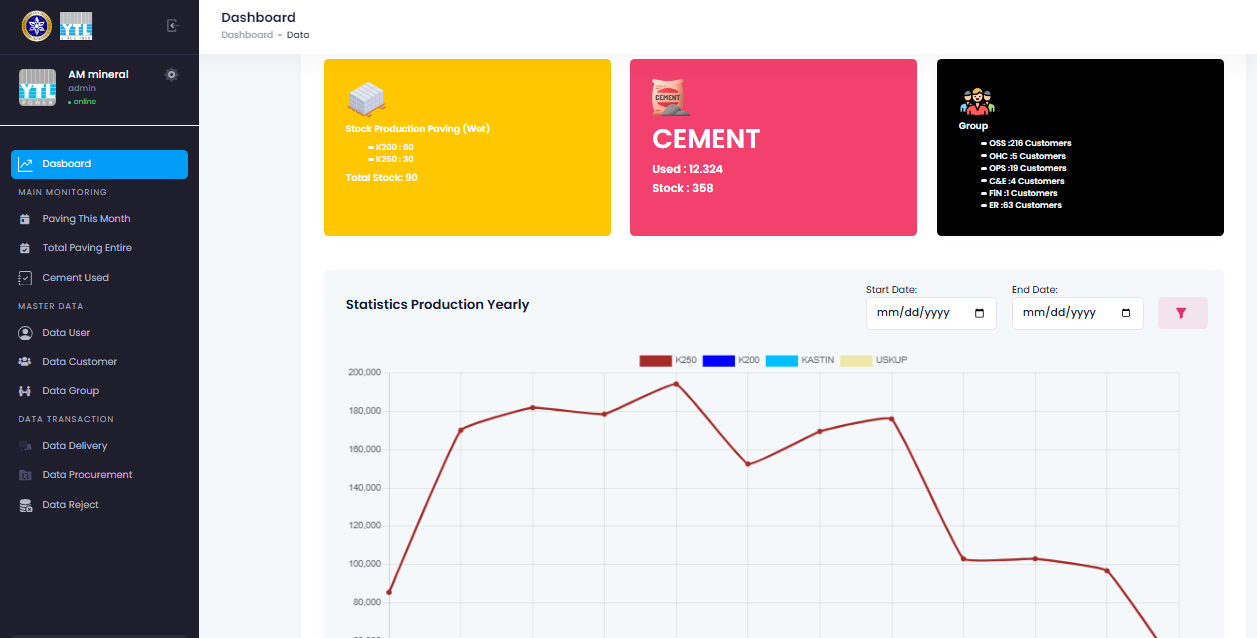 YTL
SINCE 1955
Dashboard
Dashboard - Data
YTL
POWER
AM mineral
admin
online
Dasboard
MAIN MONITORING
Paving This Month
Total Paving Entire
Cement Used
MASTER DATA
Data User
Data Customer
Data Group
DATA TRANSACTION
Data Delivery
Data Procurement
Data Reject
Stock Production Paving (Wet)
K200 : 60
K250 : 30
Total Stock: 90
CEMENT
CEMENT
Used : 12.324
Stock : 358
Group
OSS :216 Customers
OHC :5 Customers
OPS :19 Customers
C&E :4 Customers
FIN :1 Customers
ER :63 Customers
Statistics Production Yearly
Start Date:
mm/dd/yyyy
End Date:
mm/dd/yyyy
K250 K200 KASTIN USKUP
200,000
180,000
160,000
140,000
120,000
100,000
80,000